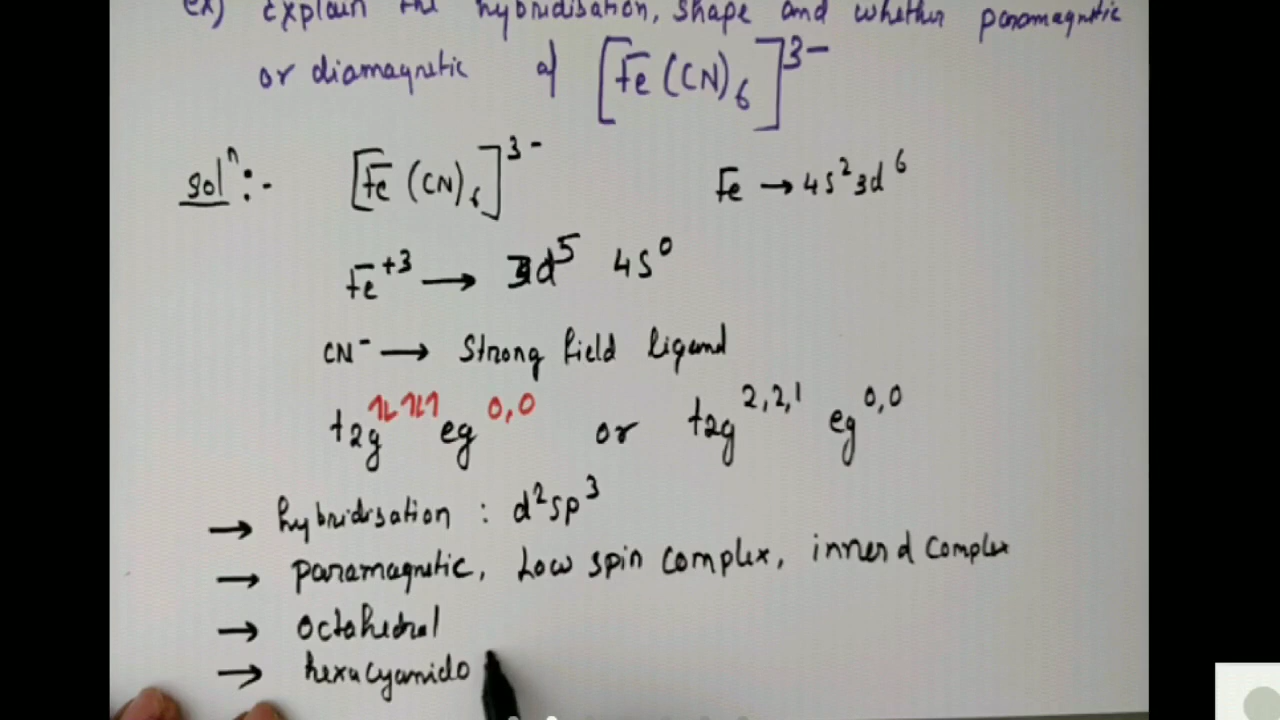 ex) explain the hybridisation, shape and whether paramagnetic
or diamagnetic of [Fe(CN)₆]³⁻
solⁿ:- [Fe(CN)₆]³⁻ Fe → 4s²3d⁶
Fe⁺³ → 3d⁵ 4s⁰
CN⁻ → Strong field ligand
t₂g^↑↓ ↑↓ ↑ eg^0,0 or t₂g^2,2,1 eg^0,0
→ hybridisation : d²sp³
→ paramagnetic, Low spin complex, inner d complex
→ octahedral
→ hexacyanido